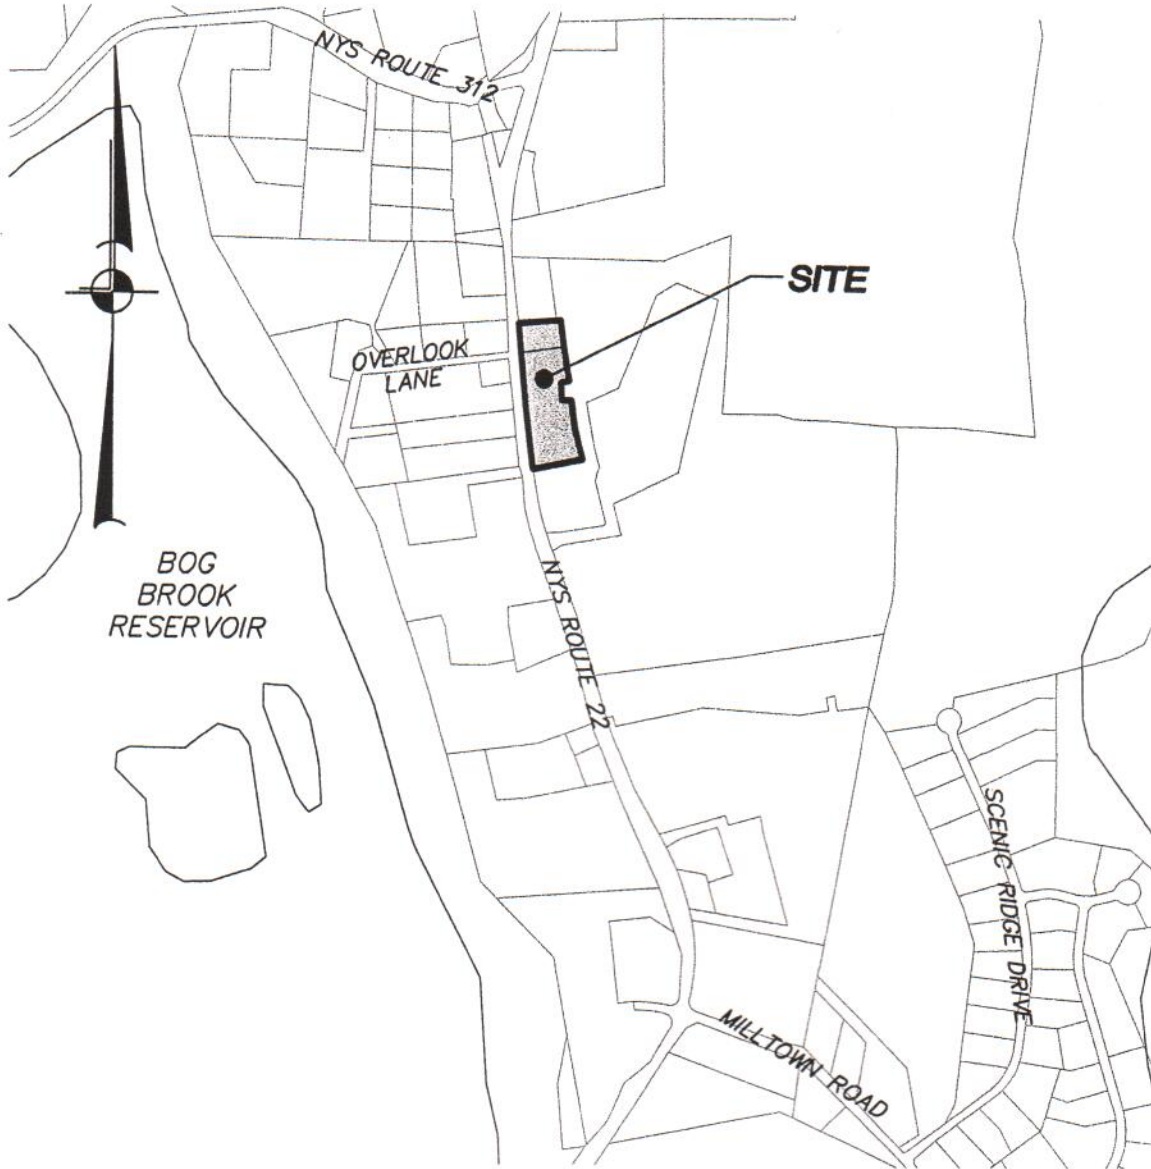 NYS ROUTE 312
SITE
OVERLOOK
LANE
BOG
BROOK
RESERVOIR
NYS ROUTE 22
SCENIC RIDGE DRIVE
MILLTOWN ROAD